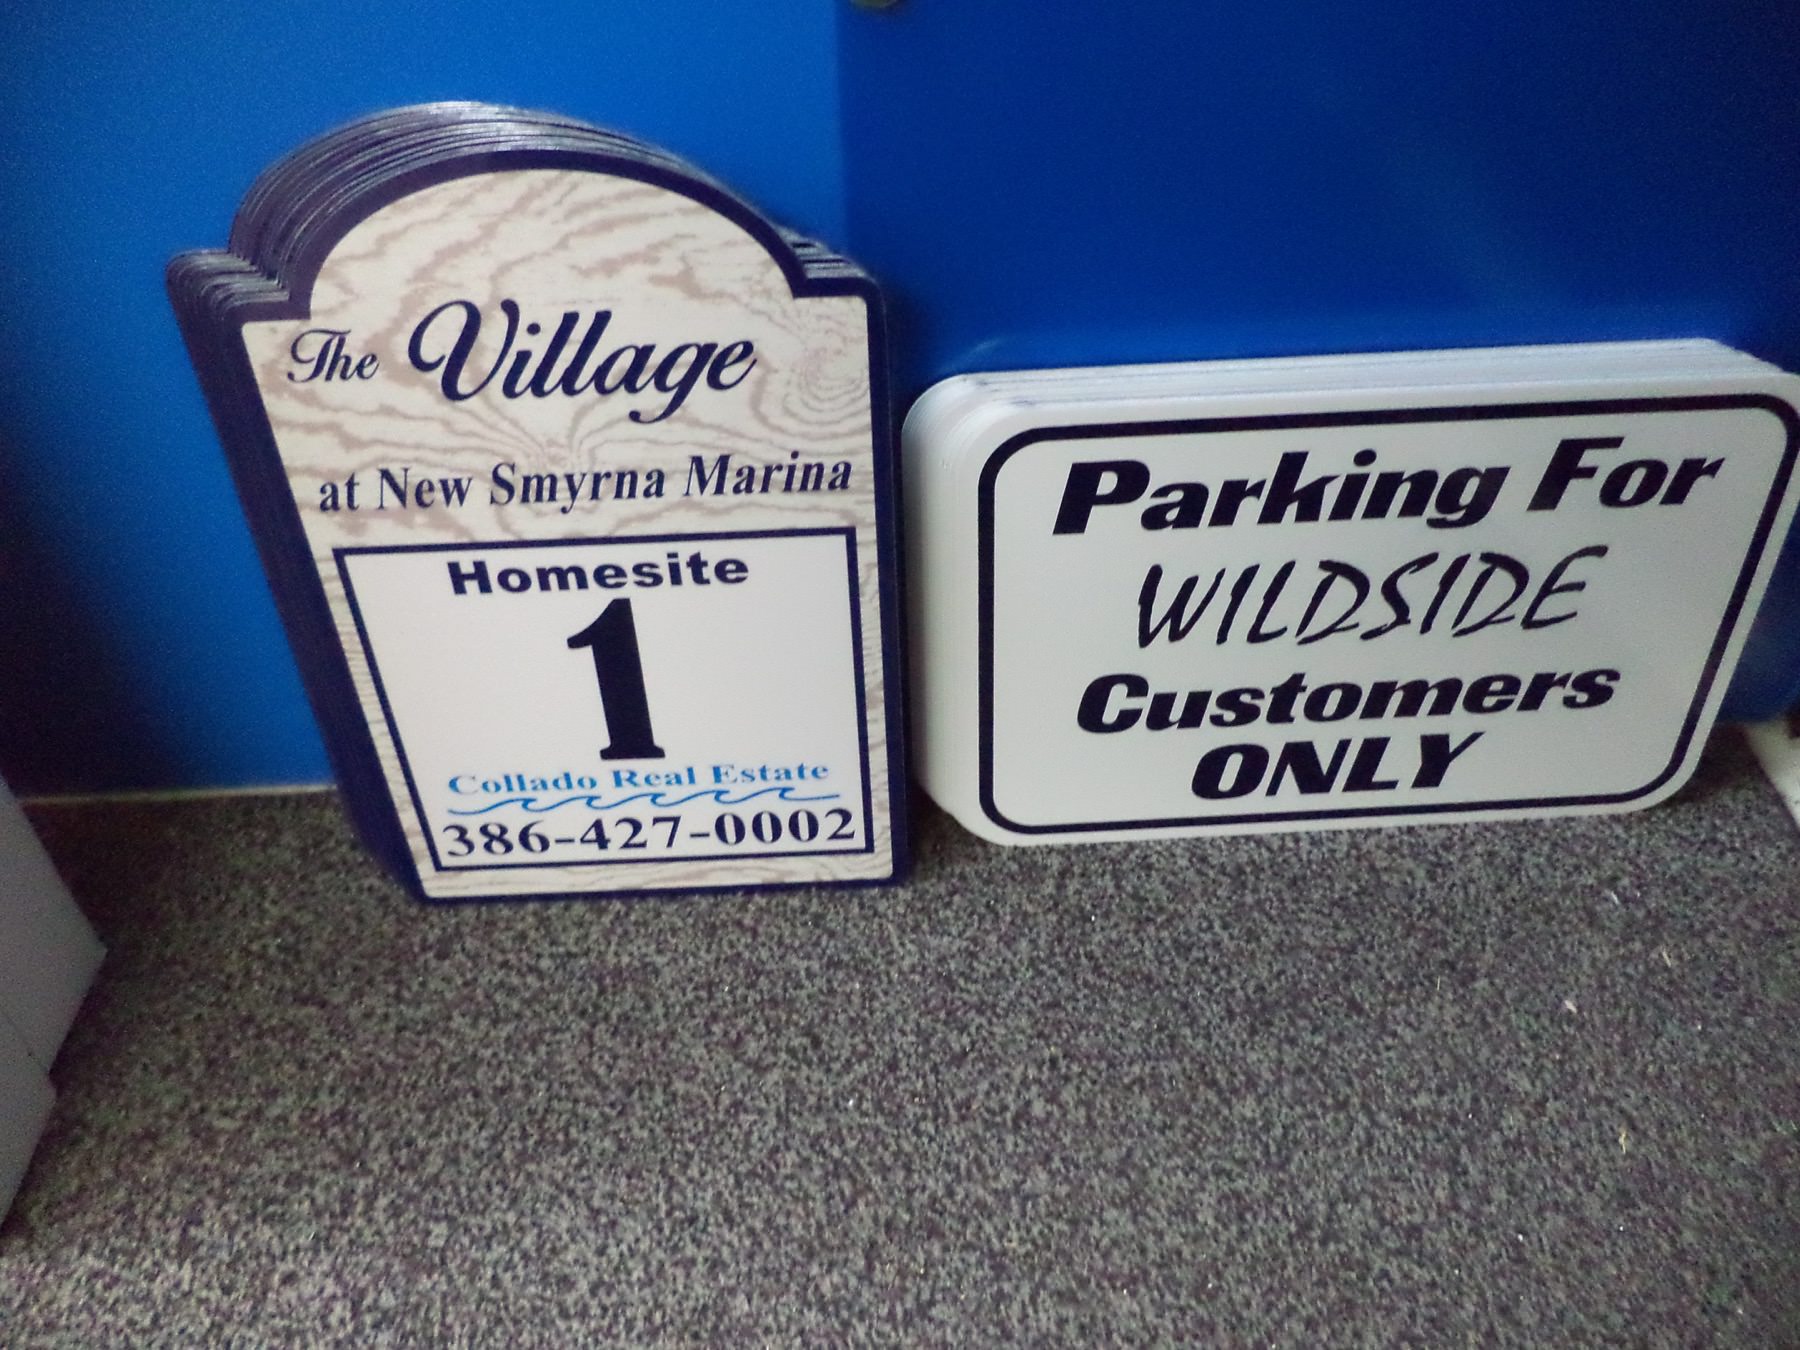 The Village
at New Smyrna Marina
Homesite
1
Collado Real Estate
386-427-0002
Parking For
WILDSIDE
Customers
ONLY